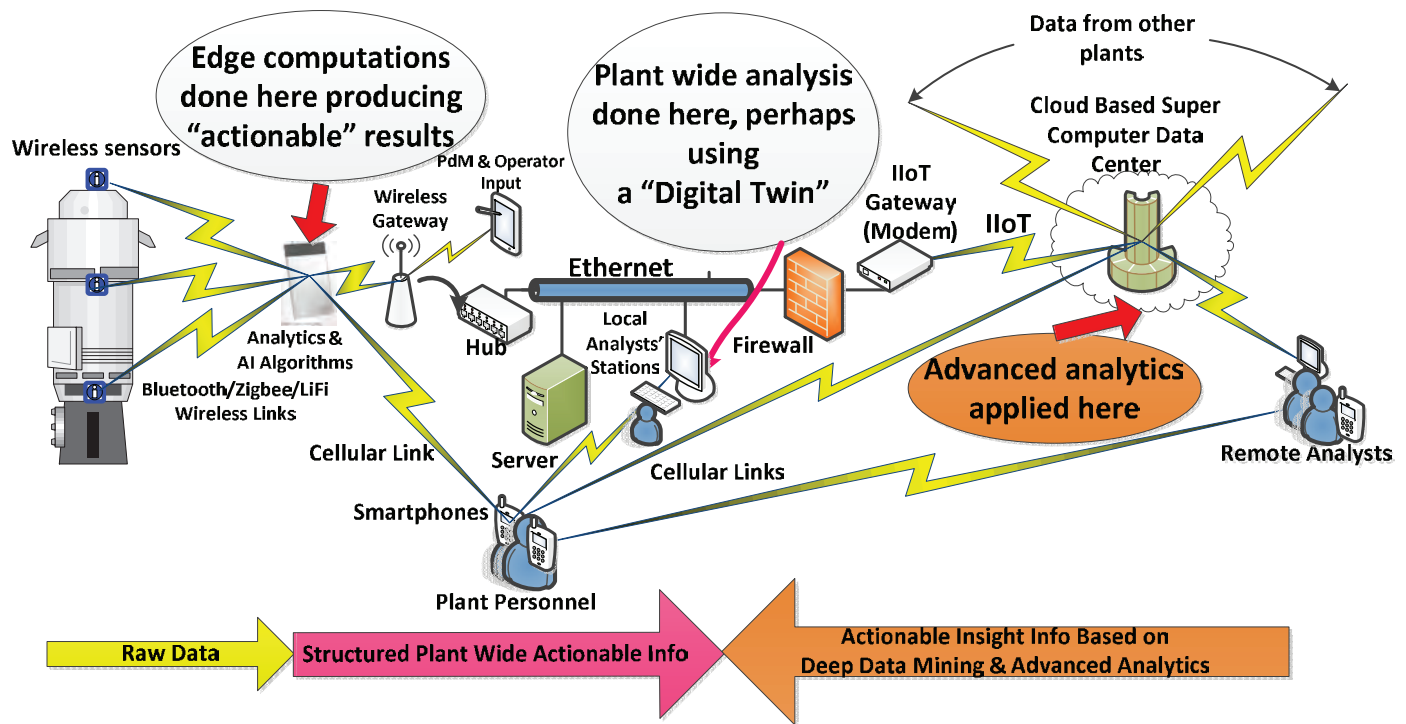 Edge computations
done here producing
“actionable” results
Wireless sensors
PdM & Operator
Input
Wireless
Gateway
Analytics &
AI Algorithms
Bluetooth/Zigbee/LiFi
Wireless Links
Cellular Link
Hub
Ethernet
Server
Local
Analysts’
Stations
Plant wide analysis
done here, perhaps
using
a “Digital Twin”
Firewall
IIoT
Gateway
(Modem)
IIoT
Data from other
plants
Cloud Based Super
Computer Data
Center
Advanced analytics
applied here
Remote Analysts
Cellular Links
Smartphones
Plant Personnel
Raw Data
Structured Plant Wide Actionable Info
Actionable Insight Info Based on
Deep Data Mining & Advanced Analytics